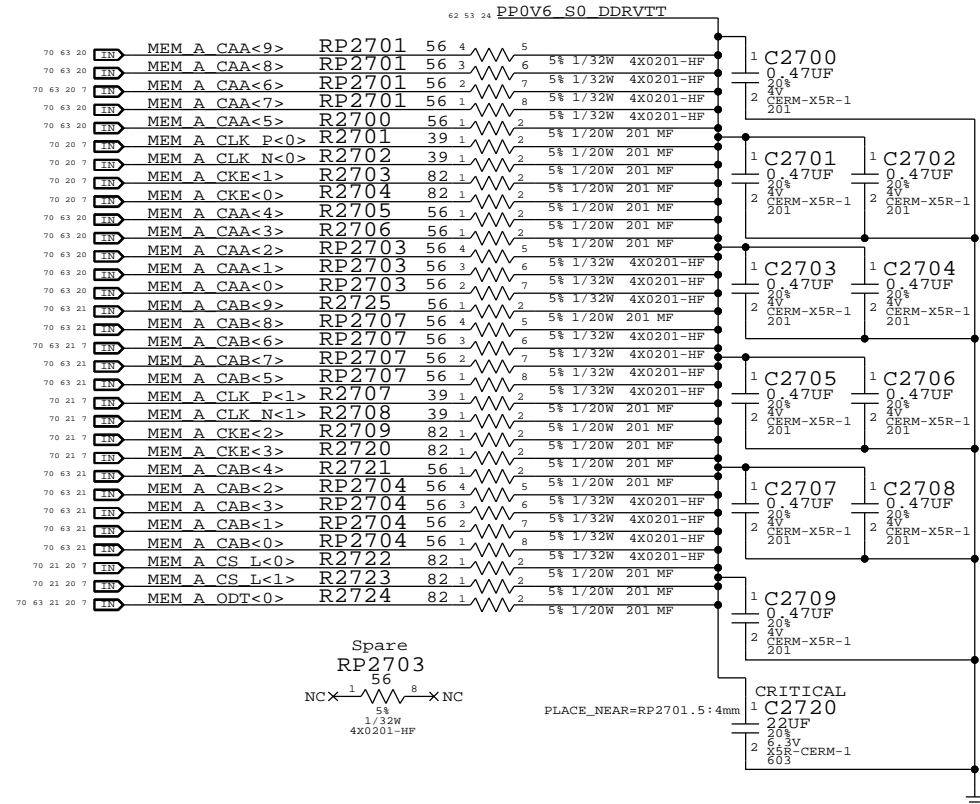 62 53 24 PP0V6_S0_DDRVTT
70 63 20 IN MEM_A_CAA<9> RP2701 56 4 5 5% 1/32W 4X0201-HF
70 63 20 IN MEM_A_CAA<8> RP2701 56 3 6 5% 1/32W 4X0201-HF
70 63 20 7 IN MEM_A_CAA<6> RP2701 56 2 7 5% 1/32W 4X0201-HF
70 63 20 IN MEM_A_CAA<7> RP2701 56 1 8 5% 1/32W 4X0201-HF
70 63 20 IN MEM_A_CAA<5> R2700 56 1 2 5% 1/20W 201 MF
70 20 7 IN MEM_A_CLK_P<0> R2701 39 1 2 5% 1/20W 201 MF
70 20 7 IN MEM_A_CLK_N<0> R2702 39 1 2 5% 1/20W 201 MF
70 20 7 IN MEM_A_CKE<1> R2703 82 1 2 5% 1/20W 201 MF
70 20 7 IN MEM_A_CKE<0> R2704 82 1 2 5% 1/20W 201 MF
70 63 20 IN MEM_A_CAA<4> R2705 56 1 2 5% 1/20W 201 MF
70 63 20 IN MEM_A_CAA<3> R2706 56 1 2 5% 1/20W 201 MF
70 63 20 IN MEM_A_CAA<2> RP2703 56 4 5 5% 1/32W 4X0201-HF
70 63 20 IN MEM_A_CAA<1> RP2703 56 3 6 5% 1/32W 4X0201-HF
70 63 20 IN MEM_A_CAA<0> RP2703 56 2 7 5% 1/32W 4X0201-HF
70 63 21 IN MEM_A_CAB<9> R2725 56 1 2 5% 1/20W 201 MF
70 63 21 IN MEM_A_CAB<8> RP2707 56 4 5 5% 1/32W 4X0201-HF
70 63 21 7 IN MEM_A_CAB<6> RP2707 56 3 6 5% 1/32W 4X0201-HF
70 63 21 IN MEM_A_CAB<7> RP2707 56 2 7 5% 1/32W 4X0201-HF
70 63 21 IN MEM_A_CAB<5> RP2707 56 1 8 5% 1/32W 4X0201-HF
70 21 7 IN MEM_A_CLK_P<1> R2707 39 1 2 5% 1/20W 201 MF
70 21 7 IN MEM_A_CLK_N<1> R2708 39 1 2 5% 1/20W 201 MF
70 21 7 IN MEM_A_CKE<2> R2709 82 1 2 5% 1/20W 201 MF
70 21 7 IN MEM_A_CKE<3> R2720 82 1 2 5% 1/20W 201 MF
70 63 21 IN MEM_A_CAB<4> R2721 56 1 2 5% 1/20W 201 MF
70 63 21 IN MEM_A_CAB<2> RP2704 56 4 5 5% 1/32W 4X0201-HF
70 63 21 IN MEM_A_CAB<3> RP2704 56 3 6 5% 1/32W 4X0201-HF
70 63 21 IN MEM_A_CAB<1> RP2704 56 2 7 5% 1/32W 4X0201-HF
70 63 21 IN MEM_A_CAB<0> RP2704 56 1 8 5% 1/32W 4X0201-HF
70 21 20 7 IN MEM_A_CS_L<0> R2722 82 1 2 5% 1/20W 201 MF
70 21 20 7 IN MEM_A_CS_L<1> R2723 82 1 2 5% 1/20W 201 MF
70 63 21 20 7 IN MEM_A_ODT<0> R2724 82 1 2 5% 1/20W 201 MF
1 C2700
0.47UF
20%
4V
2 CERM-X5R-1
201
1 C2701 1 C2702
0.47UF 0.47UF
20% 20%
4V 4V
2 CERM-X5R-1 2 CERM-X5R-1
201 201
1 C2703 1 C2704
0.47UF 0.47UF
20% 20%
4V 4V
2 CERM-X5R-1 2 CERM-X5R-1
201 201
1 C2705 1 C2706
0.47UF 0.47UF
20% 20%
4V 4V
2 CERM-X5R-1 2 CERM-X5R-1
201 201
1 C2707 1 C2708
0.47UF 0.47UF
20% 20%
4V 4V
2 CERM-X5R-1 2 CERM-X5R-1
201 201
1 C2709
0.47UF
20%
4V
2 CERM-X5R-1
201
Spare
RP2703
56
NC 1 8 NC
5%
1/32W
4X0201-HF
CRITICAL
PLACE_NEAR=RP2701.5:4mm 1 C2720
22UF
20%
6.3V
2 X5R-CERM-1
603